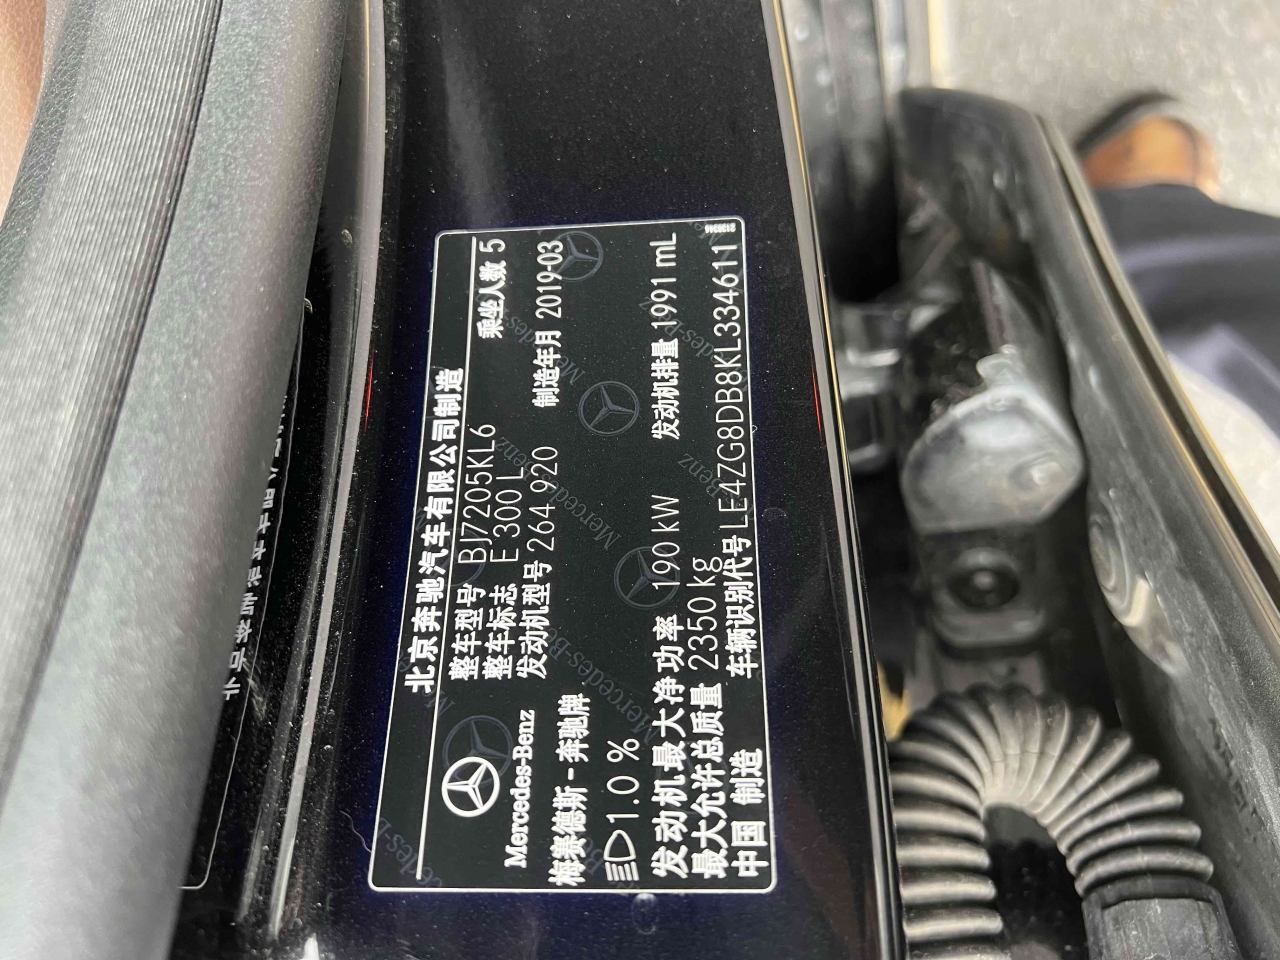 北京奔驰汽车有限公司制造
整车型号 BJ7205KL6 乘坐人数 5
整车标志 E 300 L
发动机型号 264 920 制造年月 2019-03
Mercedes-Benz
梅赛德斯-奔驰牌
1.0 %
发动机最大净功率 190 kW 发动机排量 1991 mL
最大允许总质量 2350 kg
中国 制造 车辆识别代号 LE4ZG8DB8KL334611